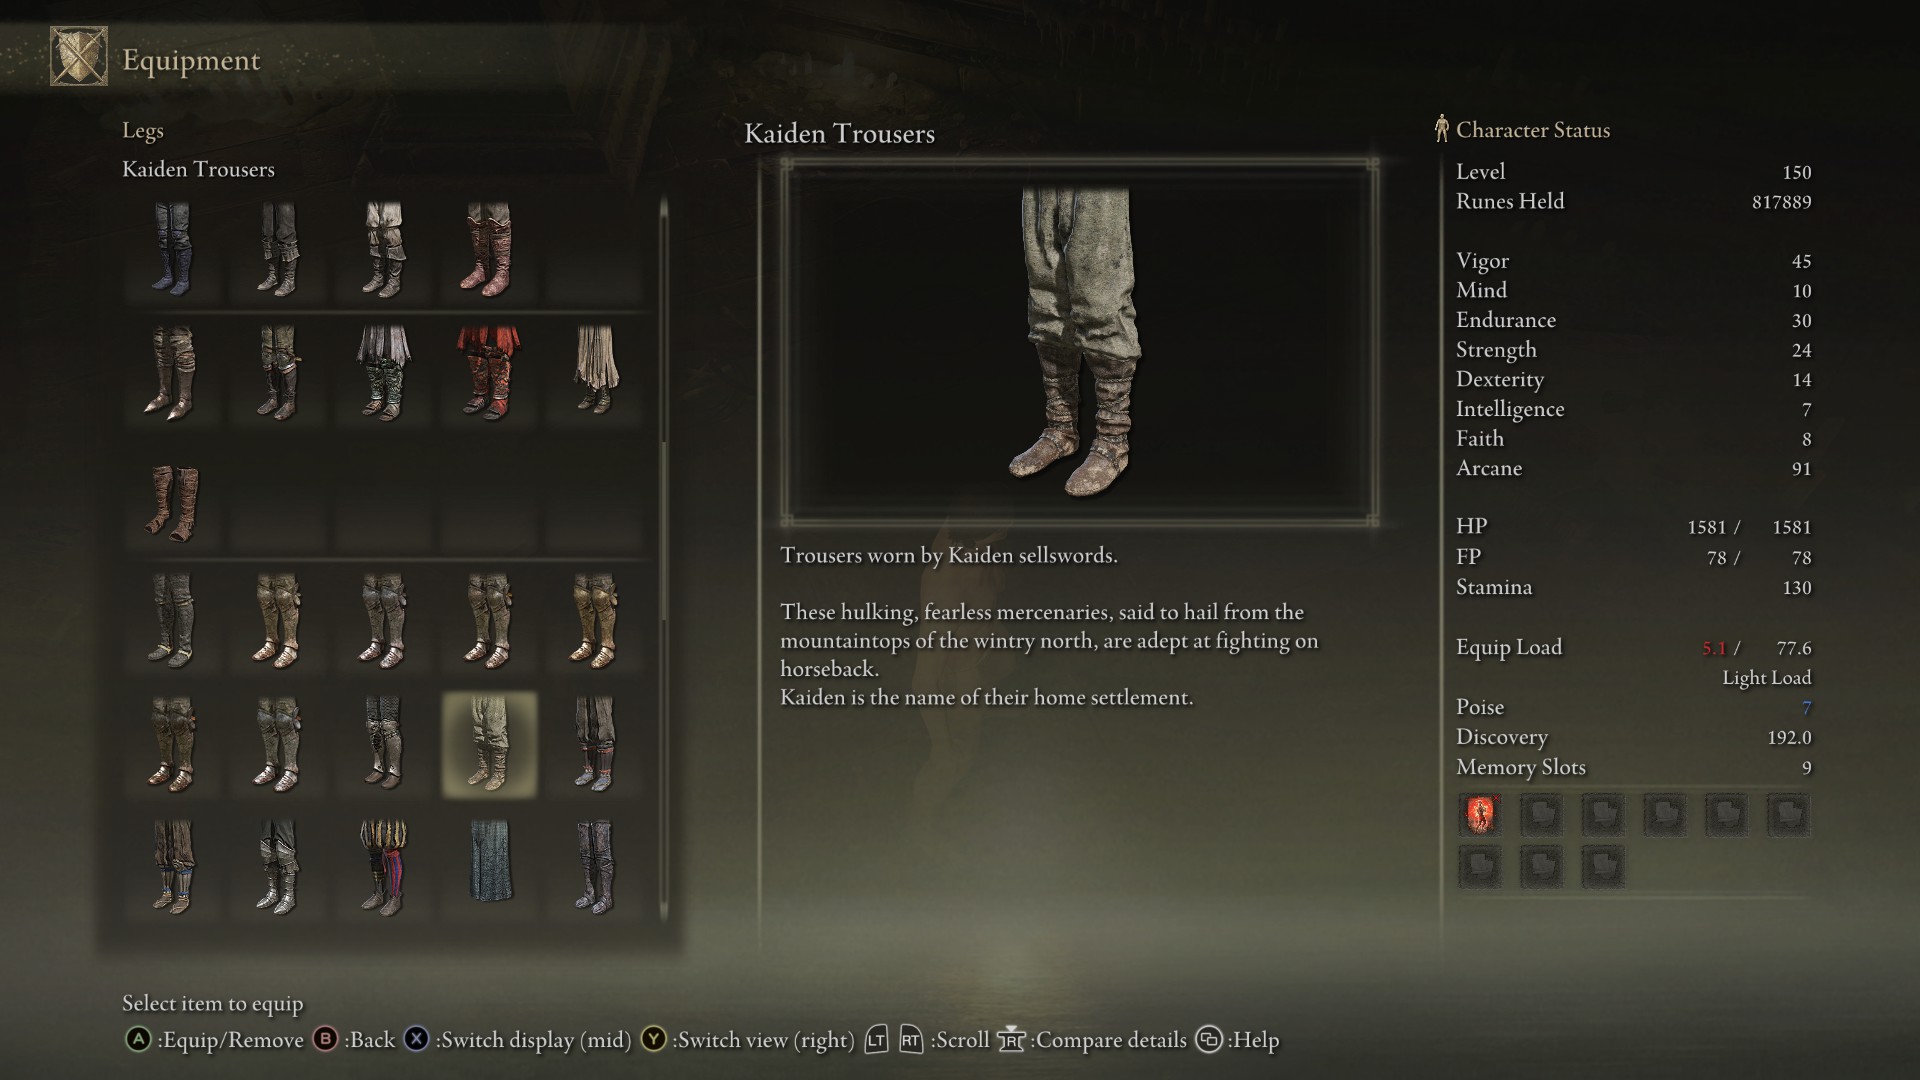 Equipment
Legs
Kaiden Trousers
Kaiden Trousers
Trousers worn by Kaiden sellswords.
These hulking, fearless mercenaries, said to hail from the
mountaintops of the wintry north, are adept at fighting on
horseback.
Kaiden is the name of their home settlement.
Character Status
Level 150
Runes Held 817889
Vigor 45
Mind 10
Endurance 30
Strength 24
Dexterity 14
Intelligence 7
Faith 8
Arcane 91
HP 1581 / 1581
FP 78 / 78
Stamina 130
Equip Load 5.1 / 77.6
Light Load
Poise 7
Discovery 192.0
Memory Slots 9
Select item to equip
A :Equip/Remove B :Back X :Switch display (mid) Y :Switch view (right) LT RT :Scroll R :Compare details :Help